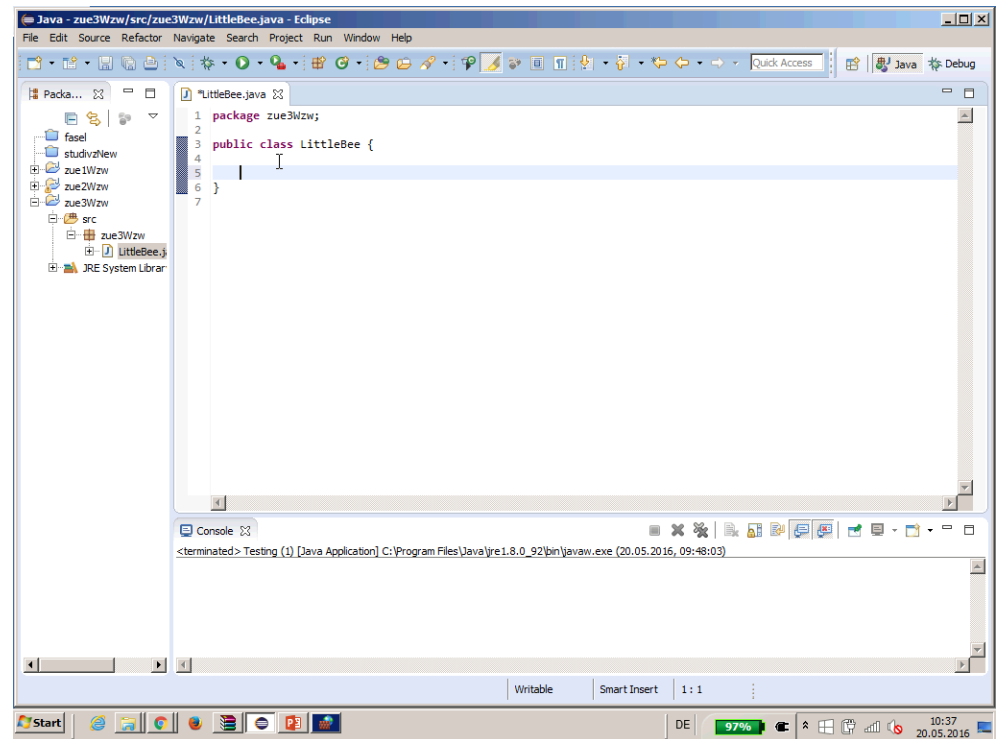 Java - zue3Wzw/src/zue3Wzw/LittleBee.java - Eclipse
File Edit Source Refactor Navigate Search Project Run Window Help
Quick Access
Java
Debug
Packa...
*LittleBee.java
fasel
studivzNew
zue1Wzw
zue2Wzw
zue3Wzw
src
zue3Wzw
LittleBee.j
JRE System Librar
1 package zue3Wzw;
2
3 public class LittleBee {
4
5
6 }
7
Console
<terminated> Testing (1) [Java Application] C:\Program Files\Java\jre1.8.0_92\bin\javaw.exe (20.05.2016, 09:48:03)
Writable Smart Insert 1 : 1
Start
DE
97%
10:37
20.05.2016